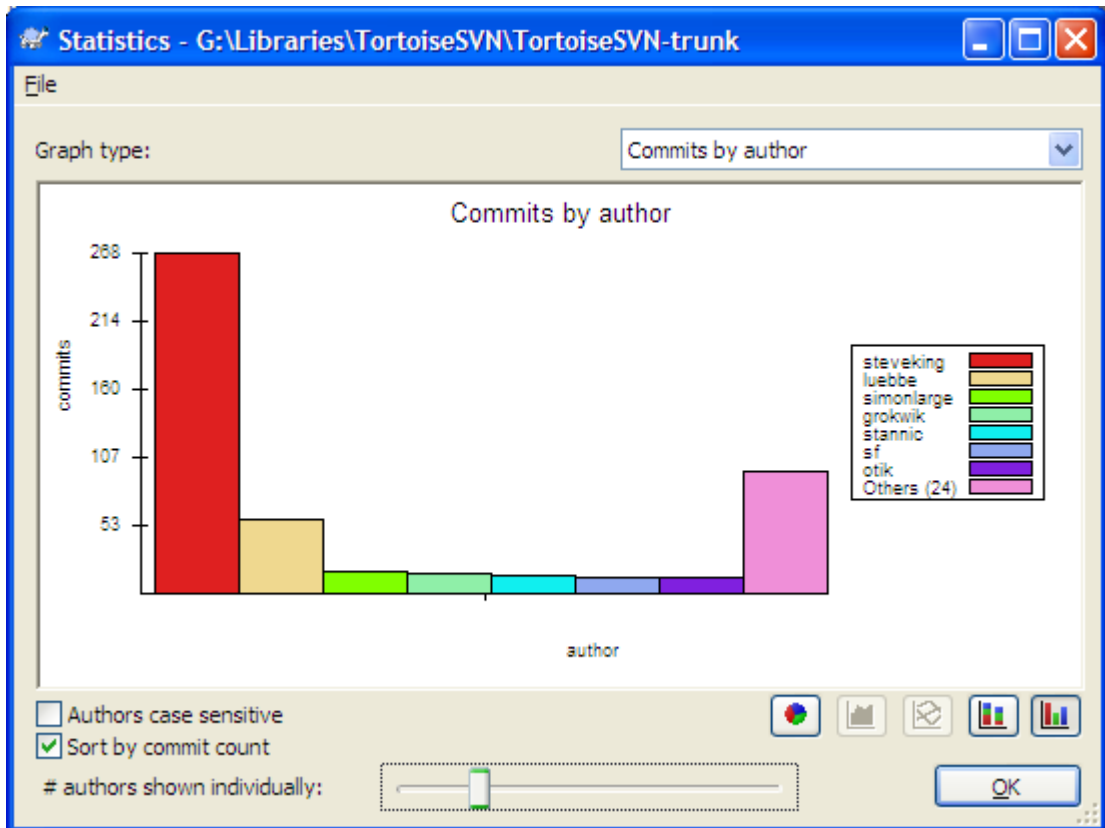 Statistics - G:\Libraries\TortoiseSVN\TortoiseSVN-trunk
File
Graph type:
Commits by author
Commits by author
268
214
160
107
53
commits
author
steveking
luebbe
simonlarge
grokwik
stannic
sf
otik
Others (24)
Authors case sensitive
Sort by commit count
# authors shown individually:
OK